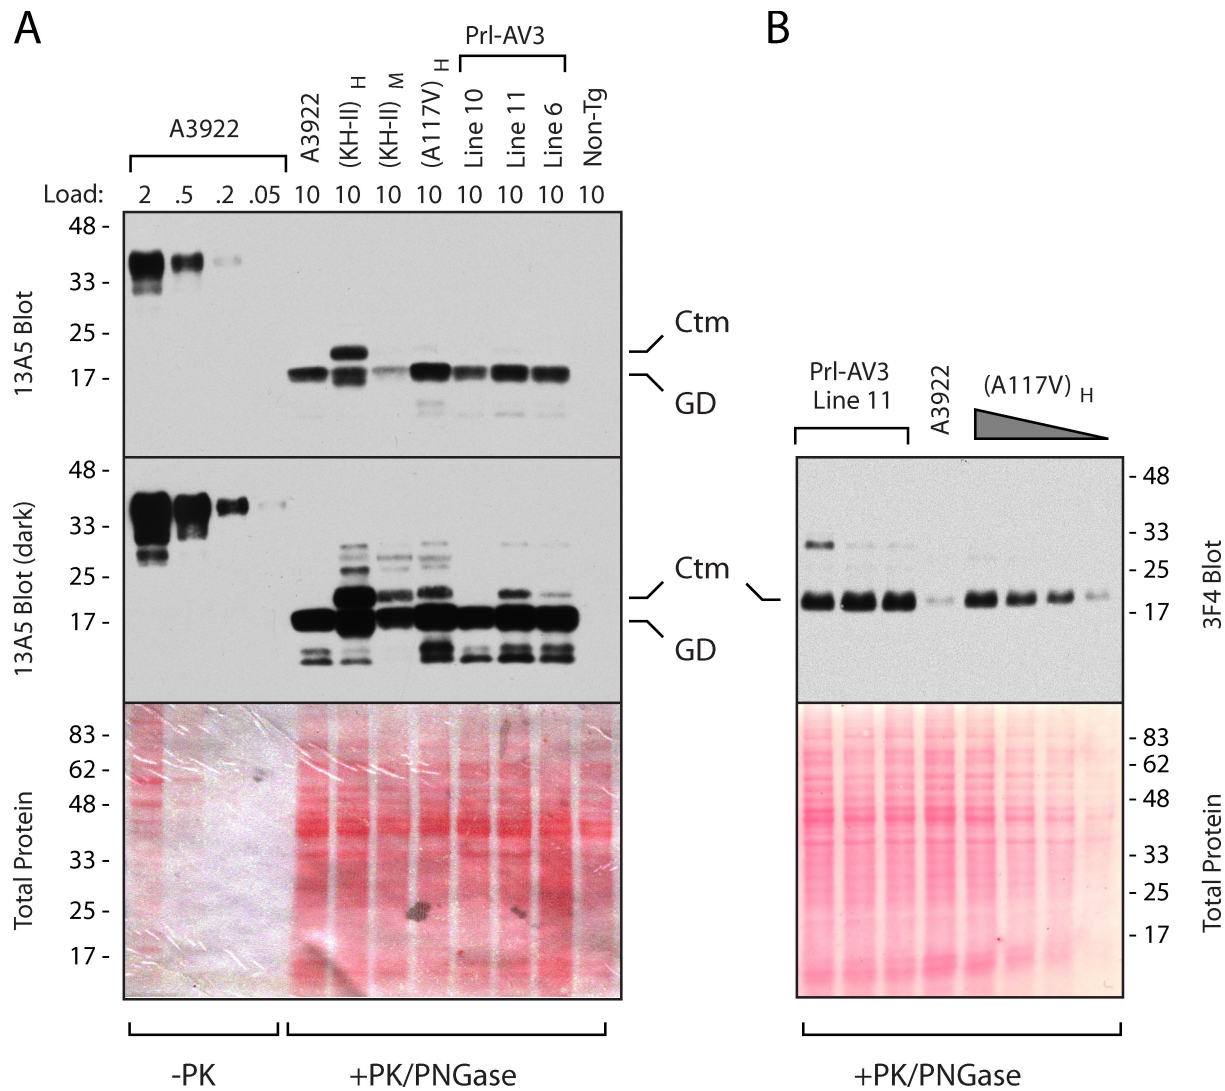 A
B
Prl-AV3
A3922
A3922
(KH-II) H
(KH-II) M
(A117V) H
Line 10
Line 11
Line 6
Non-Tg
Load: 2 .5 .2 .05 10 10 10 10 10 10 10 10
13A5 Blot
48 -
33 -
25 -
17 -
Ctm
GD
13A5 Blot (dark)
48 -
33 -
25 -
17 -
Ctm
GD
Total Protein
83 -
62 -
48 -
33 -
25 -
17 -
-PK
+PK/PNGase
Prl-AV3
Line 11
A3922
(A117V) H
- 48
- 33
- 25
- 17
3F4 Blot
- 83
- 62
- 48
- 33
- 25
- 17
Total Protein
+PK/PNGase